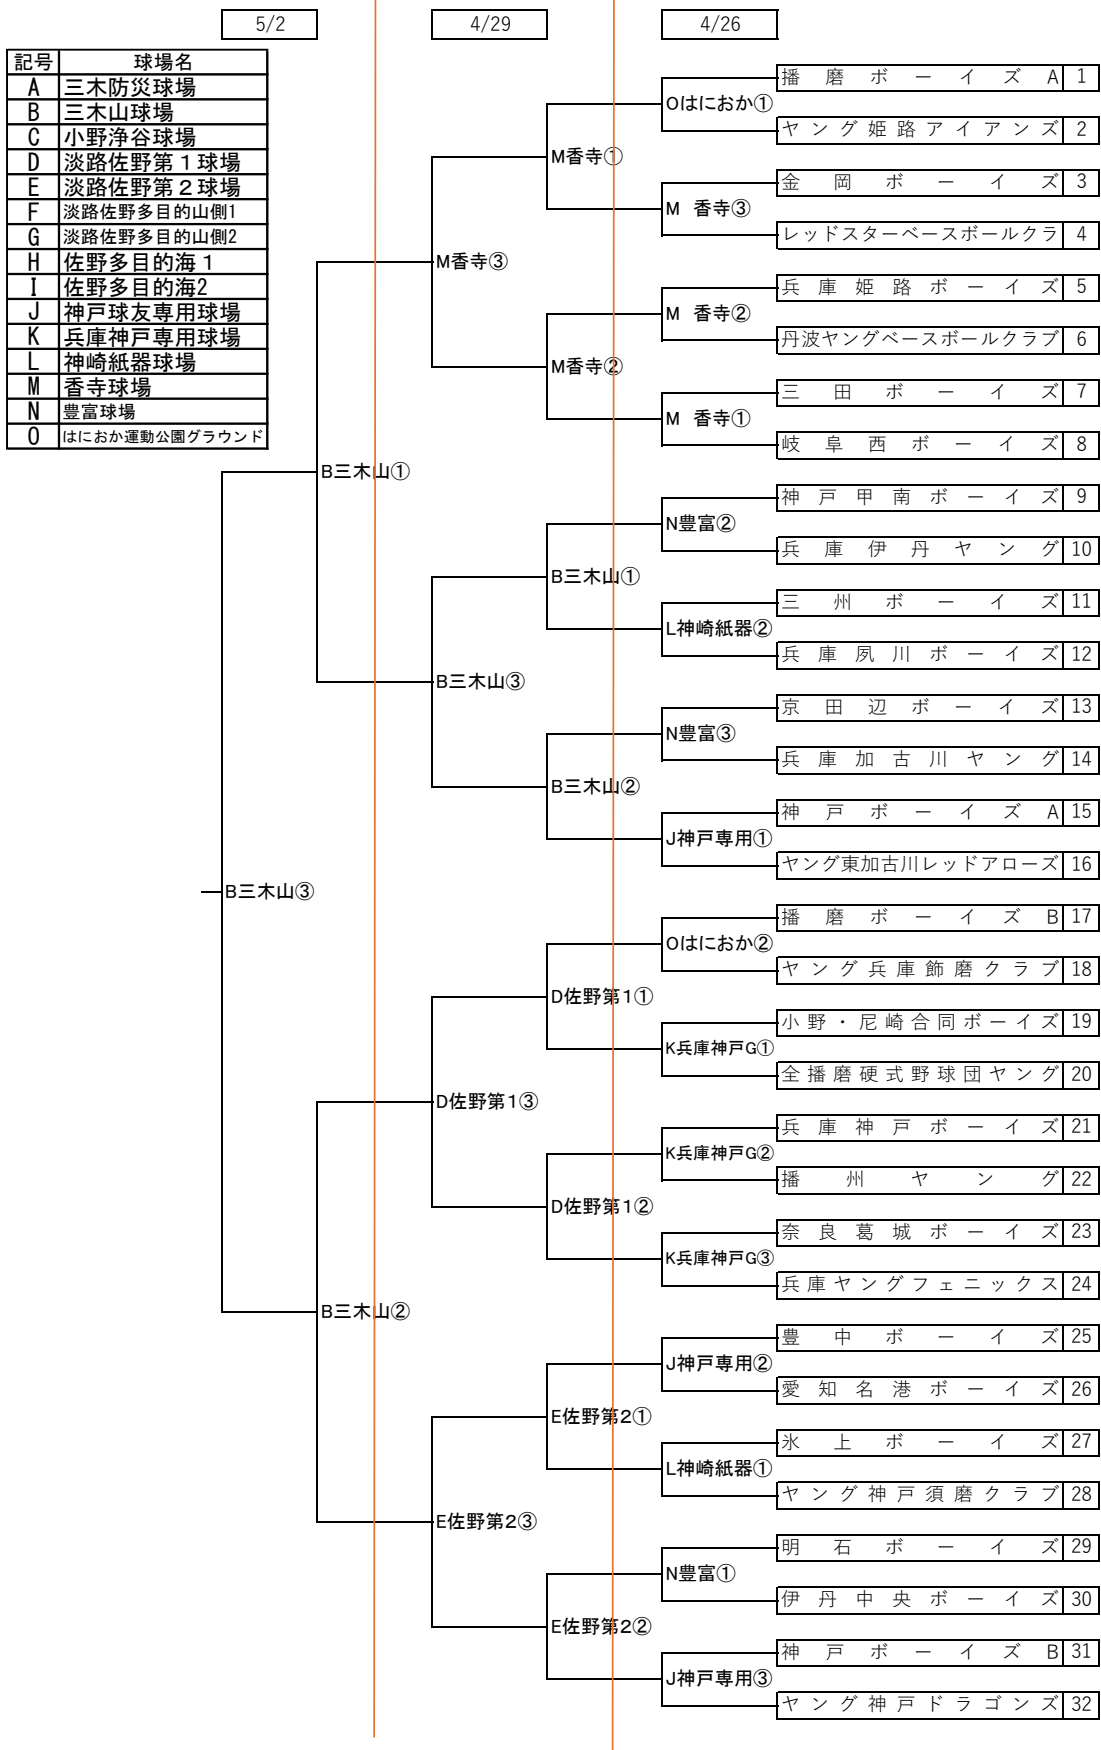 5/2
4/29
4/26
記号 球場名
A 三木防災球場
B 三木山球場
C 小野浄谷球場
D 淡路佐野第1球場
E 淡路佐野第2球場
F 淡路佐野多目的山側1
G 淡路佐野多目的山側2
H 佐野多目的海1
I 佐野多目的海2
J 神戸球友専用球場
K 兵庫神戸専用球場
L 神崎紙器球場
M 香寺球場
N 豊富球場
O はにおか運動公園グラウンド
播磨ボーイズA 1
Oはにおか①
ヤング姫路アイアンズ 2
M香寺①
金岡ボーイズ 3
M 香寺③
レッドスターベースボールクラ 4
M香寺③
兵庫姫路ボーイズ 5
M 香寺②
丹波ヤングベースボールクラブ 6
M香寺②
三田ボーイズ 7
M 香寺①
岐阜西ボーイズ 8
B三木山①
神戸甲南ボーイズ 9
N豊富②
兵庫伊丹ヤング 10
B三木山①
三州ボーイズ 11
L神崎紙器②
兵庫夙川ボーイズ 12
B三木山③
京田辺ボーイズ 13
N豊富③
兵庫加古川ヤング 14
B三木山②
神戸ボーイズA 15
J神戸専用①
ヤング東加古川レッドアローズ 16
B三木山③
播磨ボーイズB 17
Oはにおか②
ヤング兵庫飾磨クラブ 18
D佐野第1①
小野・尼崎合同ボーイズ 19
K兵庫神戸G①
全播磨硬式野球団ヤング 20
D佐野第1③
兵庫神戸ボーイズ 21
K兵庫神戸G②
播州ヤング 22
D佐野第1②
奈良葛城ボーイズ 23
K兵庫神戸G③
兵庫ヤングフェニックス 24
B三木山②
豊中ボーイズ 25
J神戸専用②
愛知名港ボーイズ 26
E佐野第2①
氷上ボーイズ 27
L神崎紙器①
ヤング神戸須磨クラブ 28
E佐野第2③
明石ボーイズ 29
N豊富①
伊丹中央ボーイズ 30
E佐野第2②
神戸ボーイズB 31
J神戸専用③
ヤング神戸ドラゴンズ 32